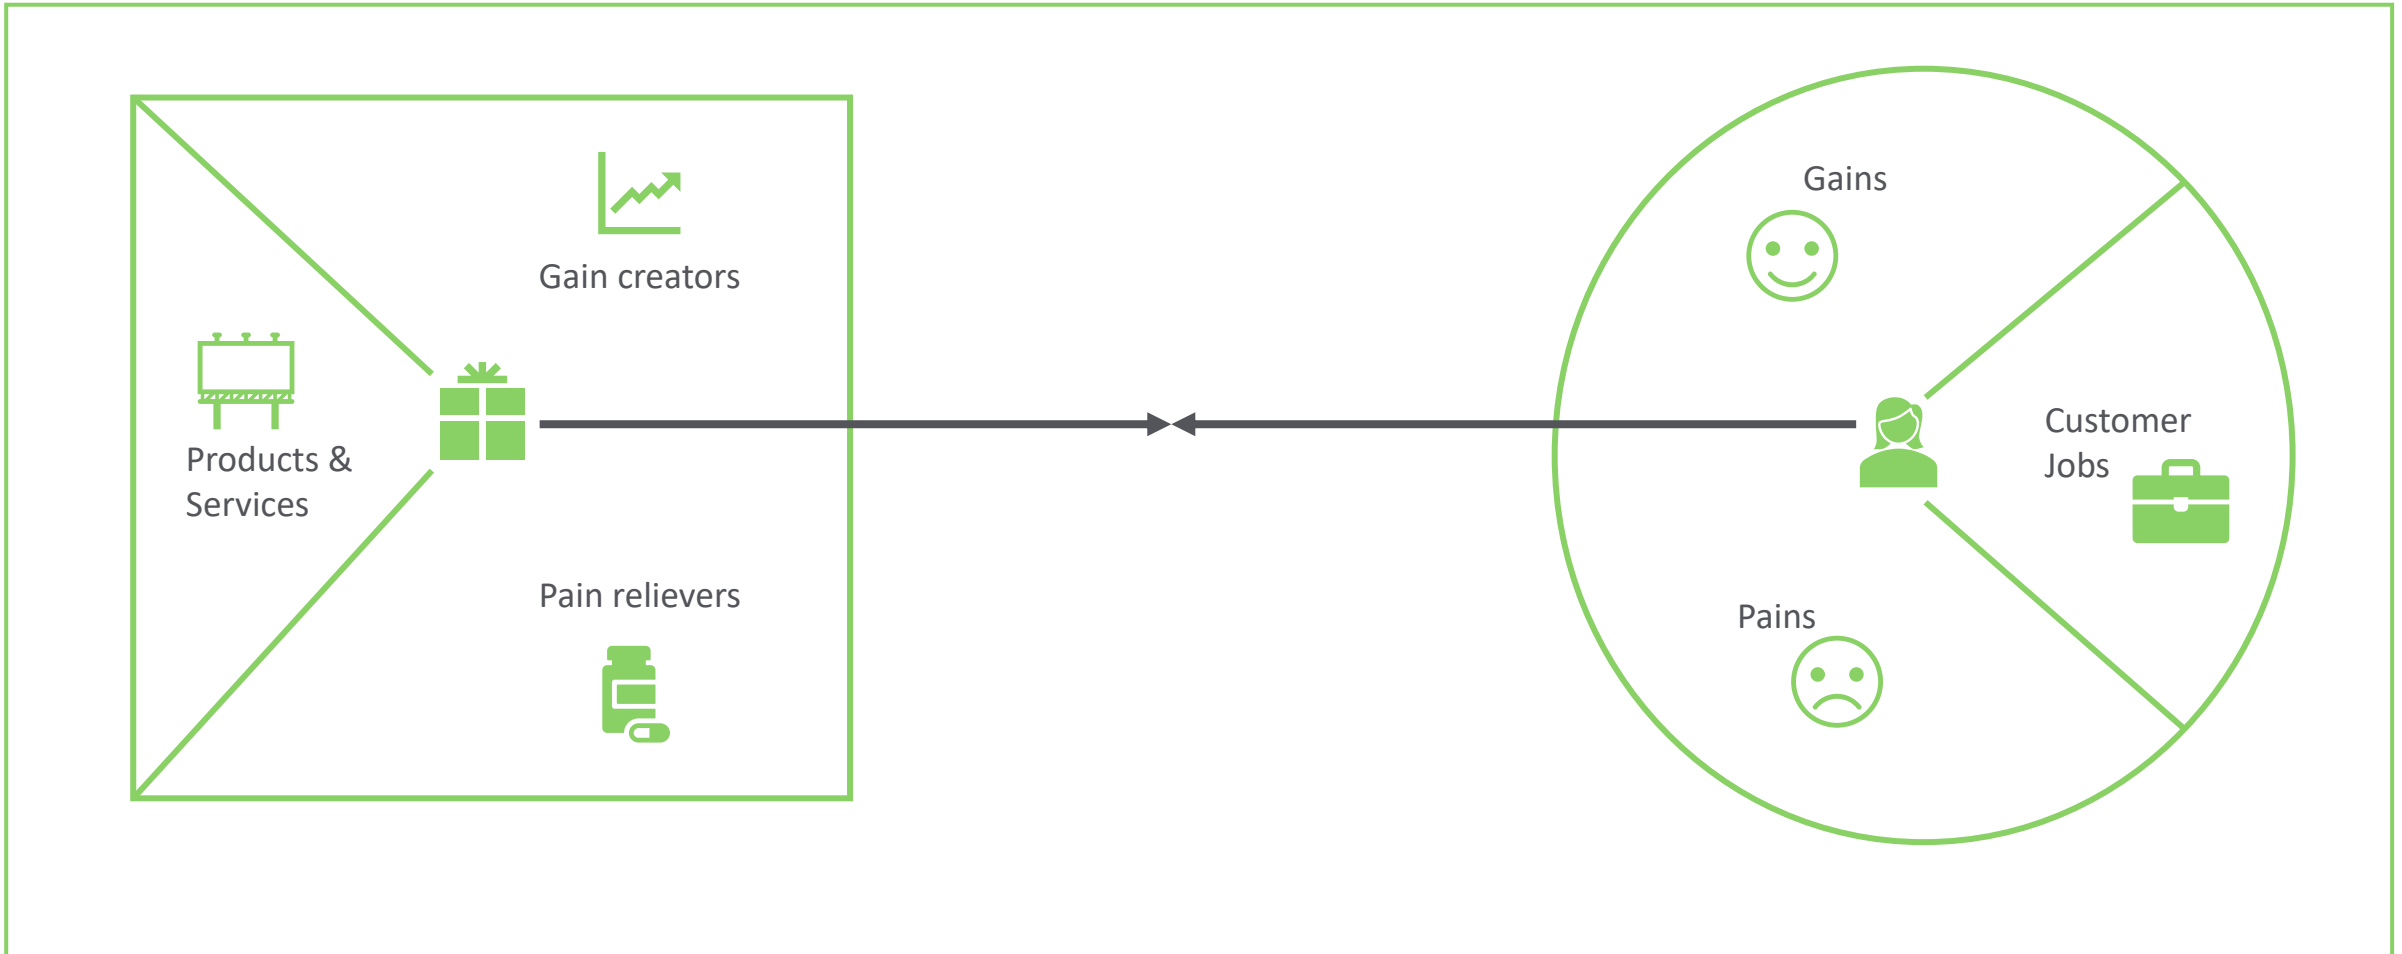 Gain creators
Products &
Services
Pain relievers
Gains
Customer
Jobs
Pains